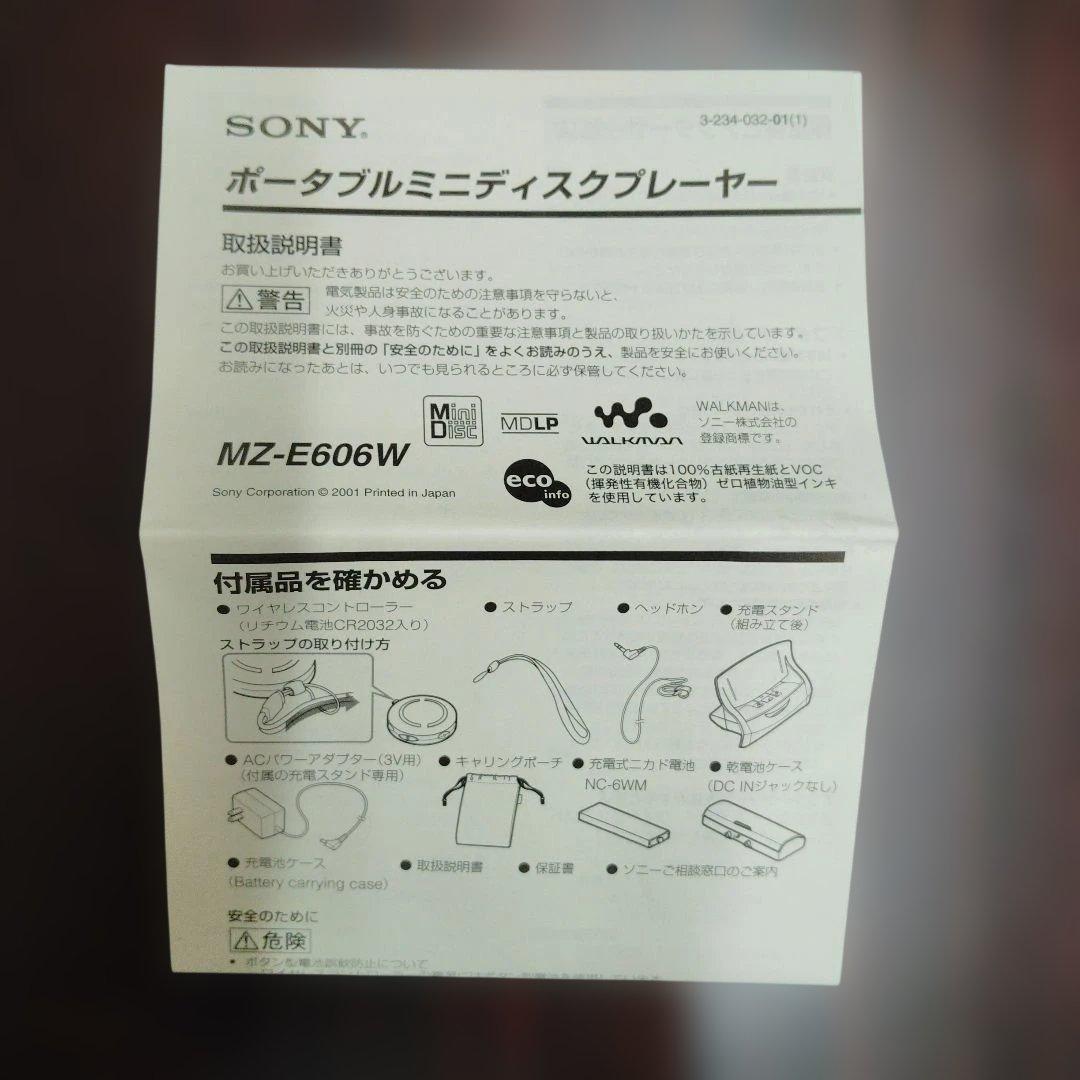 SONY®
3-234-032-01(1)
ポータブルミニディスクプレーヤー
取扱説明書
お買い上げいただきありがとうございます。
警告
電気製品は安全のための注意事項を守らないと、
火災や人身事故になることがあります。
この取扱説明書には、事故を防ぐための重要な注意事項と製品の取り扱いかたを示しています。
この取扱説明書と別冊の「安全のために」をよくお読みのうえ、製品を安全にお使いください。
お読みになったあとは、いつでも見られるところに必ず保管してください。
Mini
Disc
MDLP
WALKMAN
WALKMANは、
ソニー株式会社の
登録商標です。
MZ-E606W
eco
info
この説明書は100%古紙再生紙とVOC
(揮発性有機化合物)ゼロ植物油型インキ
を使用しています。
Sony Corporation © 2001 Printed in Japan
付属品を確かめる
● ワイヤレスコントローラー
(リチウム電池CR2032入り)
● ストラップ
● ヘッドホン
● 充電スタンド
(組み立て後)
ストラップの取り付け方
● ACパワーアダプター(3V用)
(付属の充電スタンド専用)
● キャリングポーチ
● 充電式ニカド電池
NC-6WM
● 乾電池ケース
(DC INジャックなし)
● 充電池ケース
(Battery carrying case)
● 取扱説明書
● 保証書
● ソニーご相談窓口のご案内
安全のために
危険
• ボタン型電池誤飲防止について